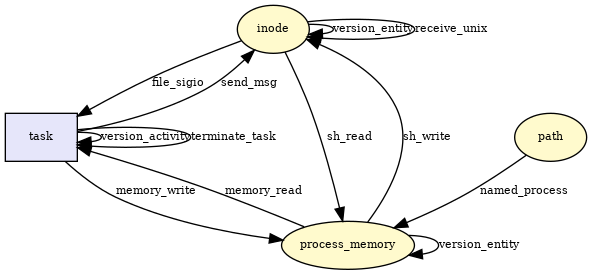 inode
version_entity
receive_unix
file_sigio
send_msg
task
version_activity
terminate_task
sh_read
sh_write
path
memory_write
memory_read
named_process
process_memory
version_entity